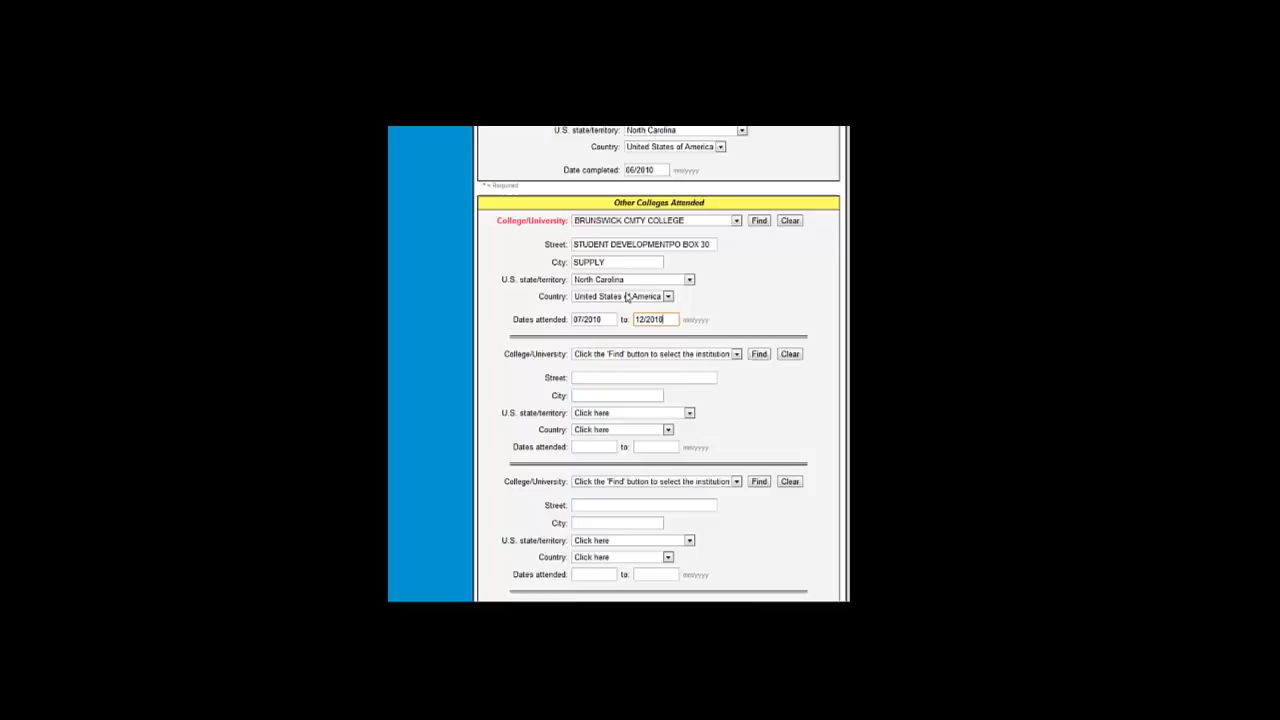 U.S. state/territory: North Carolina
Country: United States of America
Date completed: 06/2010 mm/yyyy
* = Required
Other Colleges Attended
College/University: BRUNSWICK CMTY COLLEGE Find Clear
Street: STUDENT DEVELOPMENTPO BOX 30
City: SUPPLY
U.S. state/territory: North Carolina
Country: United States of America
Dates attended: 07/2010 to: 12/2010 mm/yyyy
College/University: Click the 'Find' button to select the institution Find Clear
Street:
City:
U.S. state/territory: Click here
Country: Click here
Dates attended: to: mm/yyyy
College/University: Click the 'Find' button to select the institution Find Clear
Street:
City:
U.S. state/territory: Click here
Country: Click here
Dates attended: to: mm/yyyy